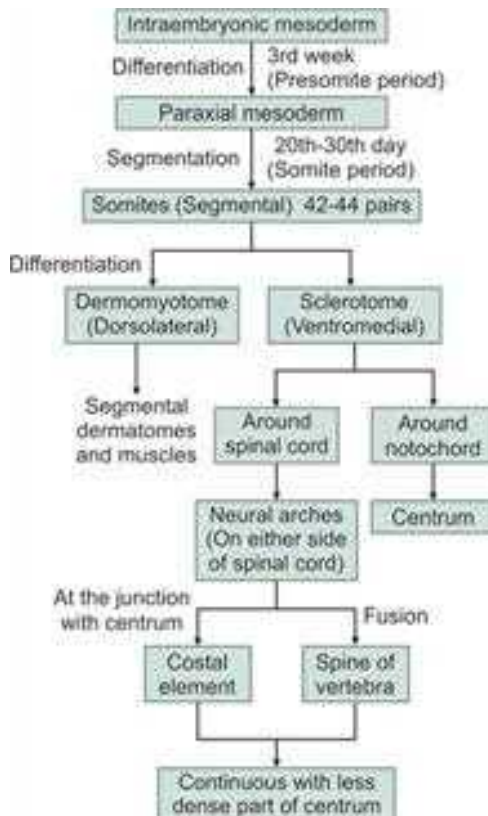 Intraembryonic mesoderm
Differentiation
3rd week
(Presomite period)
Paraxial mesoderm
Segmentation
20th-30th day
(Somite period)
Somites (Segmental) 42-44 pairs
Differentiation
Dermomyotome
(Dorsolateral)
Sclerotome
(Ventromedial)
Segmental
dermatomes
and muscles
Around
spinal cord
Around
notochord
Neural arches
(On either side
of spinal cord)
Centrum
At the junction
with centrum
Fusion
Costal
element
Spine of
vertebra
Continuous with less
dense part of centrum